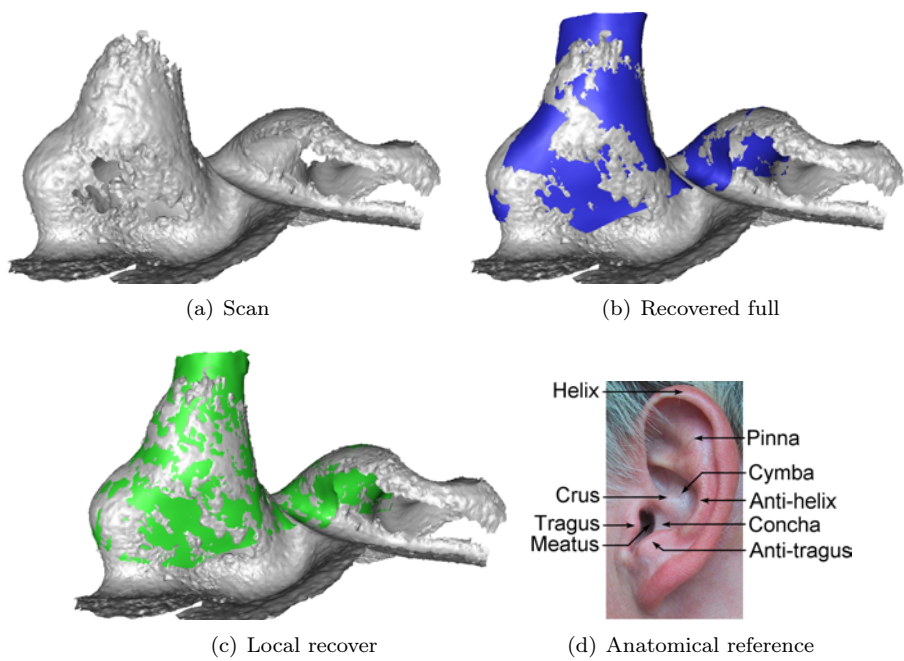 (a) Scan
(b) Recovered full
Helix
Pinna
Cymba
Crus
Anti-helix
Tragus
Concha
Meatus
Anti-tragus
(c) Local recover
(d) Anatomical reference